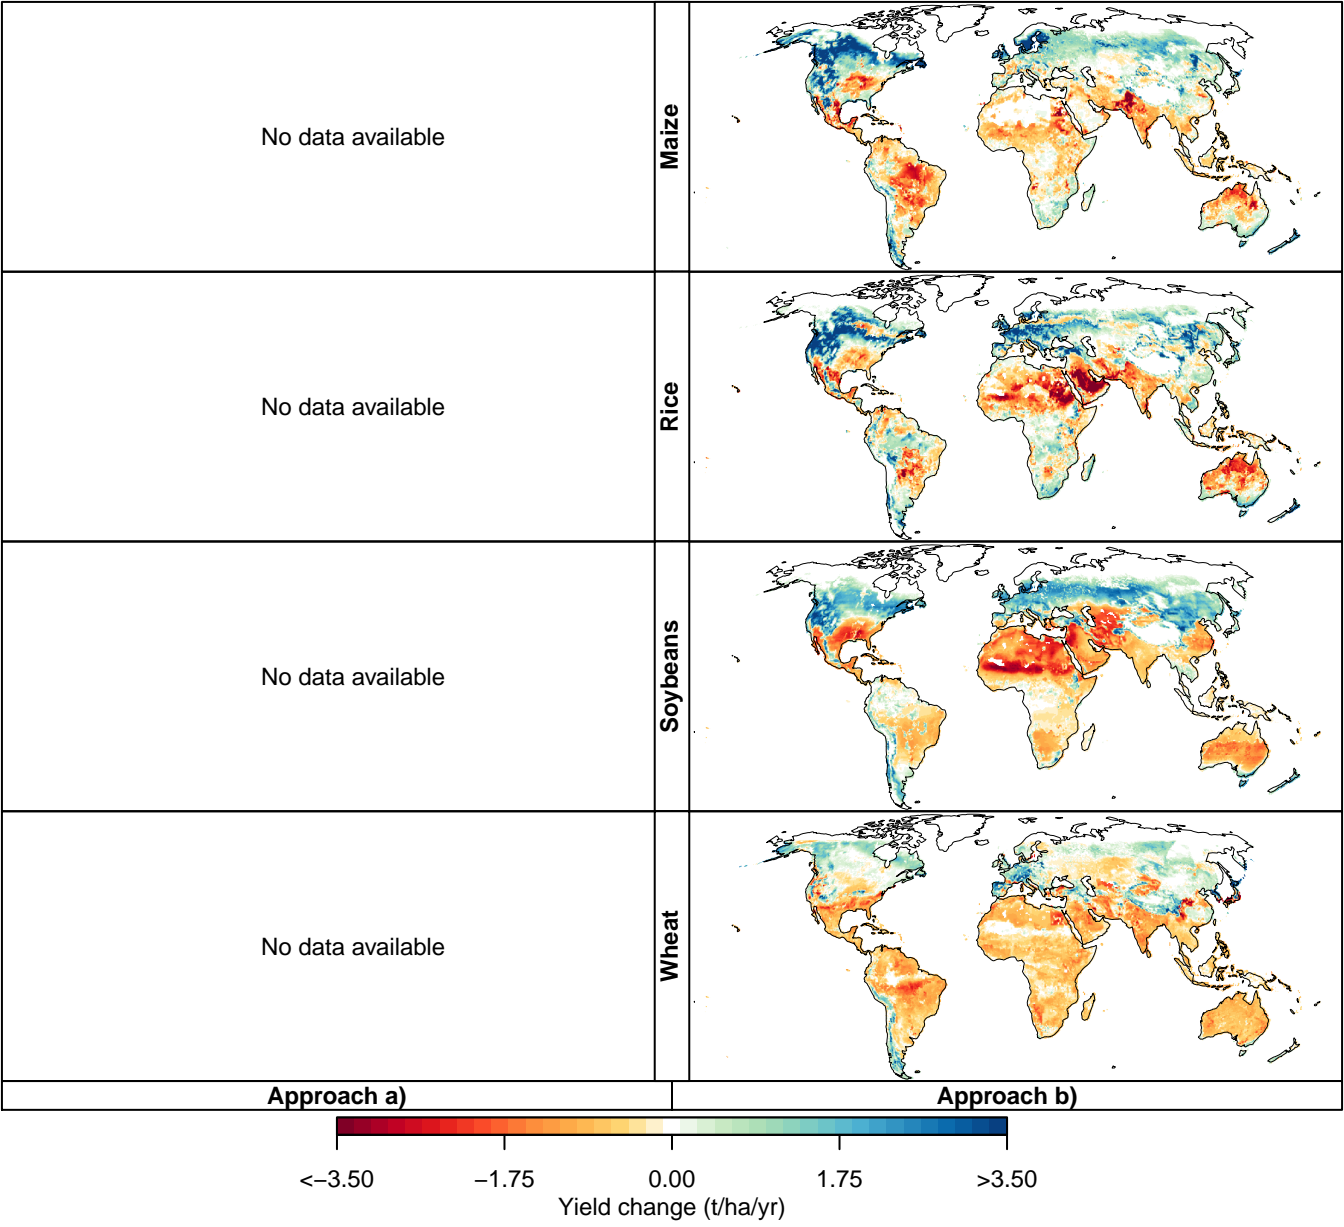 No data available
Maize
No data available
Rice
No data available
Soybeans
No data available
Wheat
Approach a)
Approach b)
<−3.50
−1.75
0.00
1.75
>3.50
Yield change (t/ha/yr)